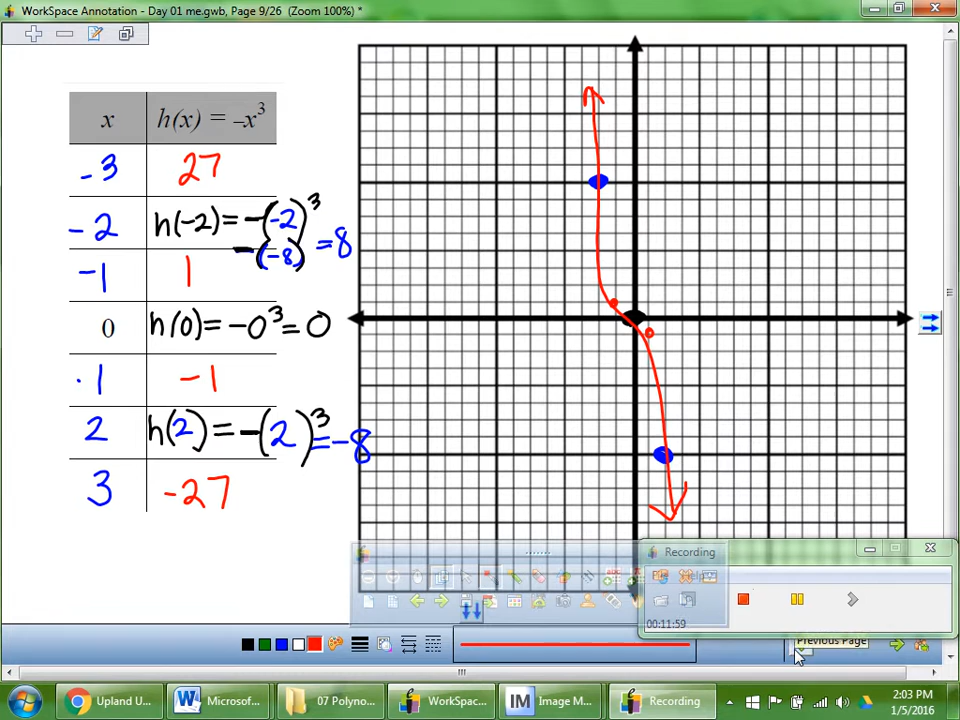 WorkSpace Annotation - Day 01 me.gwb, Page 9/26 (Zoom 100%) *
x h(x) = –x³
-3 27
-2 h(-2) = -(-2)³
-(-8) = 8
-1 1
0 h(0) = -0³ = 0
1 -1
2 h(2) = -(2)³ = -8
3 -27
Recording
Help
00:11:59
Previous Page
Upland U...
Microsof...
07 Polyno...
WorkSpac...
IM
Image M...
Recording
2:03 PM
1/5/2016